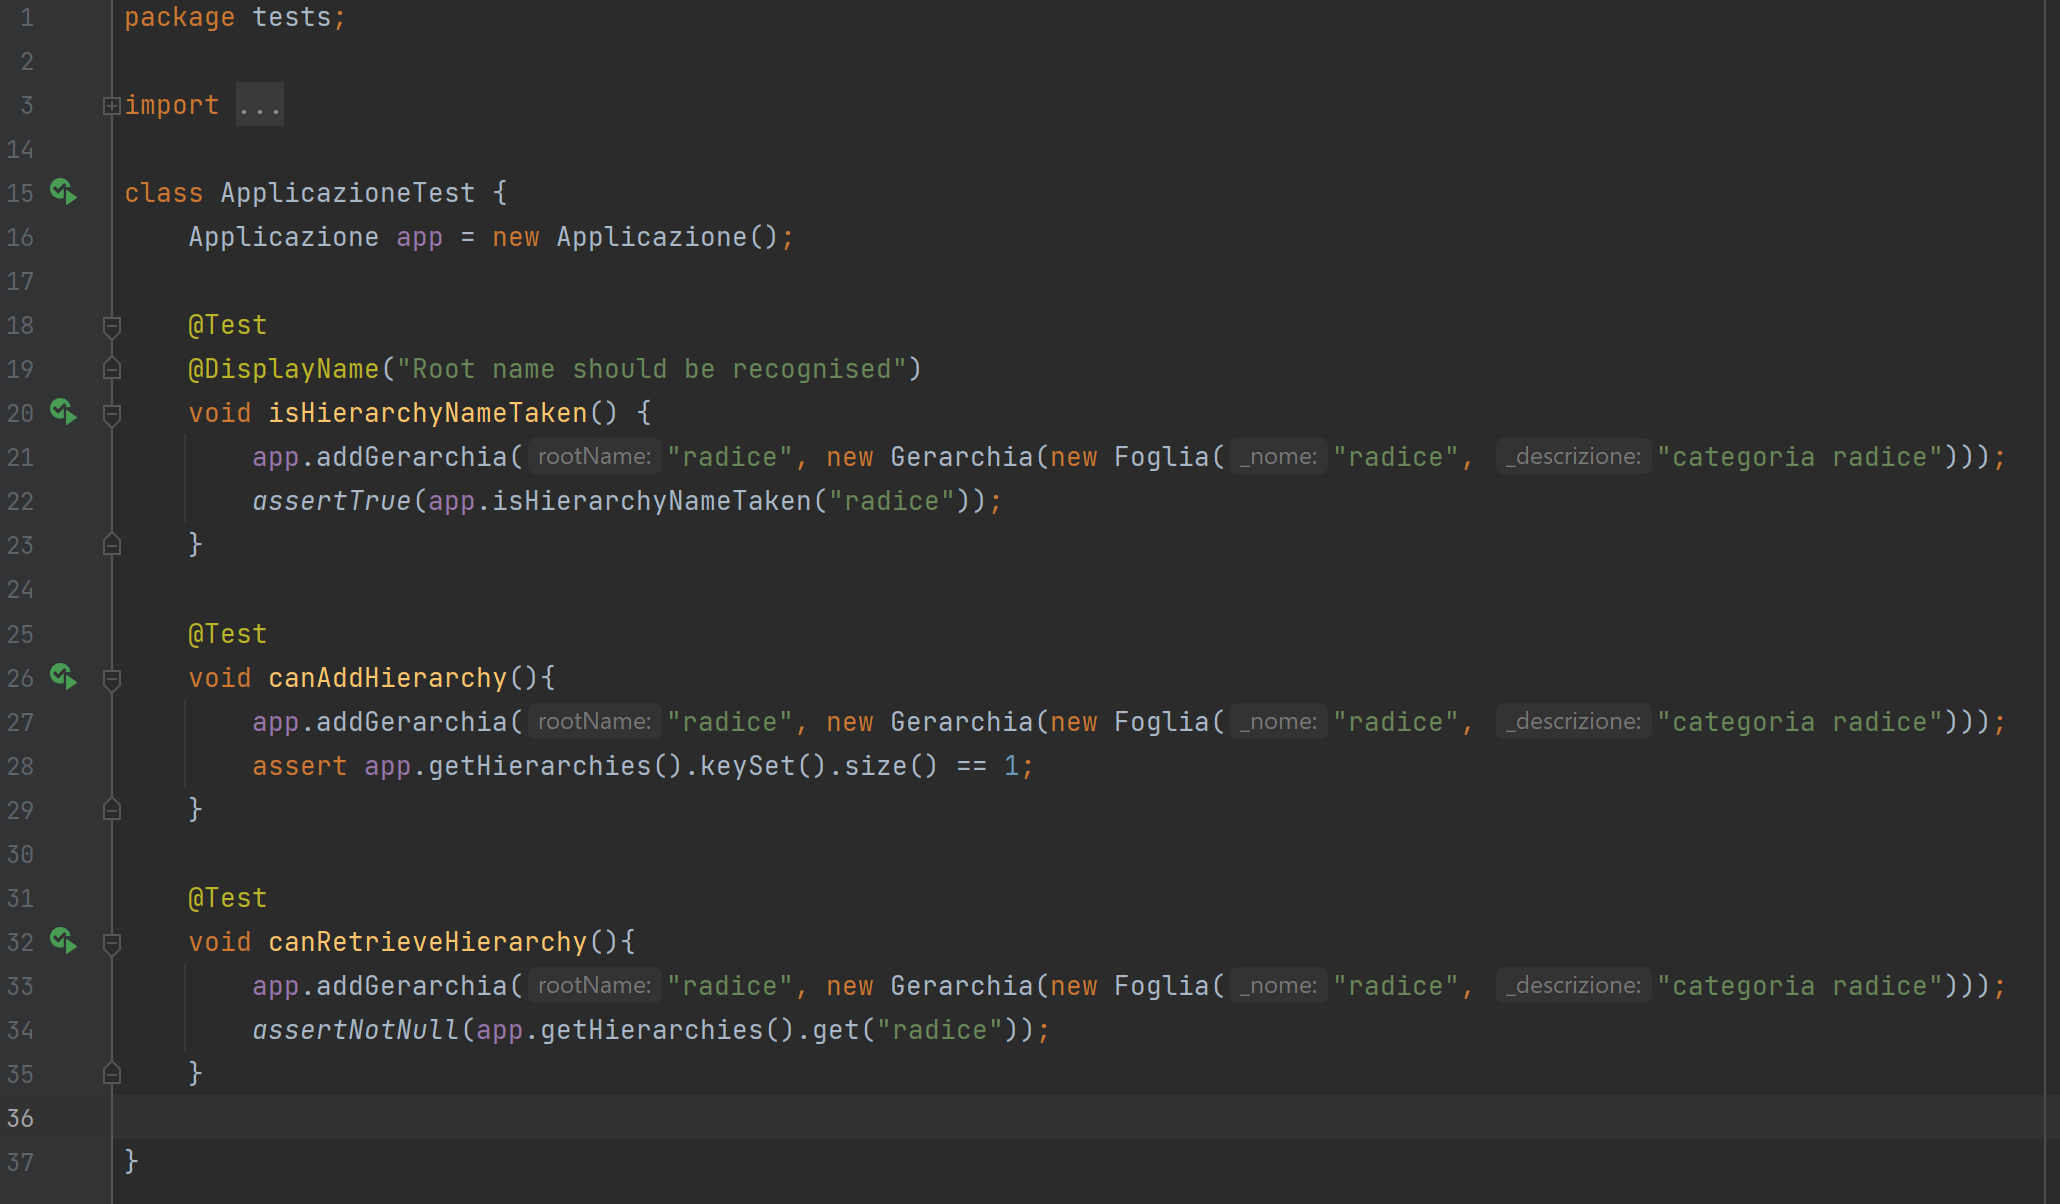 1 package tests;
2
3 import ...
14
15 class ApplicazioneTest {
16 Applicazione app = new Applicazione();
17
18 @Test
19 @DisplayName("Root name should be recognised")
20 void isHierarchyNameTaken() {
21 app.addGerarchia( rootName: "radice", new Gerarchia(new Foglia( _nome: "radice", _descrizione: "categoria radice")));
22 assertTrue(app.isHierarchyNameTaken("radice"));
23 }
24
25 @Test
26 void canAddHierarchy(){
27 app.addGerarchia( rootName: "radice", new Gerarchia(new Foglia( _nome: "radice", _descrizione: "categoria radice")));
28 assert app.getHierarchies().keySet().size() == 1;
29 }
30
31 @Test
32 void canRetrieveHierarchy(){
33 app.addGerarchia( rootName: "radice", new Gerarchia(new Foglia( _nome: "radice", _descrizione: "categoria radice")));
34 assertNotNull(app.getHierarchies().get("radice"));
35 }
36
37 }